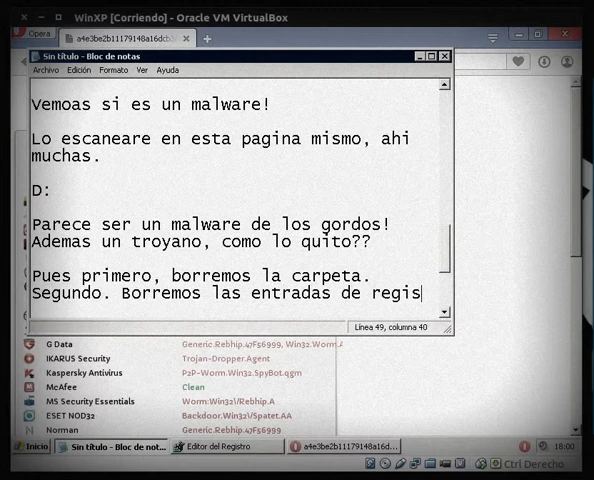 WinXP [Corriendo] - Oracle VM VirtualBox
Opera
a4e3be2b11179148a16dcb
Sin título - Bloc de notas
Archivo Edición Formato Ver Ayuda
Vemoas si es un malware!
Lo escaneare en esta pagina mismo, ahi
muchas.
D:
Parece ser un malware de los gordos!
Ademas un troyano, como lo quito??
Pues primero, borremos la carpeta.
Segundo. Borremos las entradas de regis
Línea 49, columna 40
G Data Generic.Rebhip.47F56999, Win32.Worm.
IKARUS Security Trojan-Dropper.Agent
Kaspersky Antivirus P2P-Worm.Win32.SpyBot.qgm
McAfee Clean
MS Security Essentials Worm:Win32\/Rebhip.A
ESET NOD32 Backdoor.Win32\/Spatet.AA
Norman Generic.Rebhip.47F56999
Inicio Sin título - Bloc de not... Editor del Registro a4e3be2b11179148a16d... 18:00
Ctrl Derecho